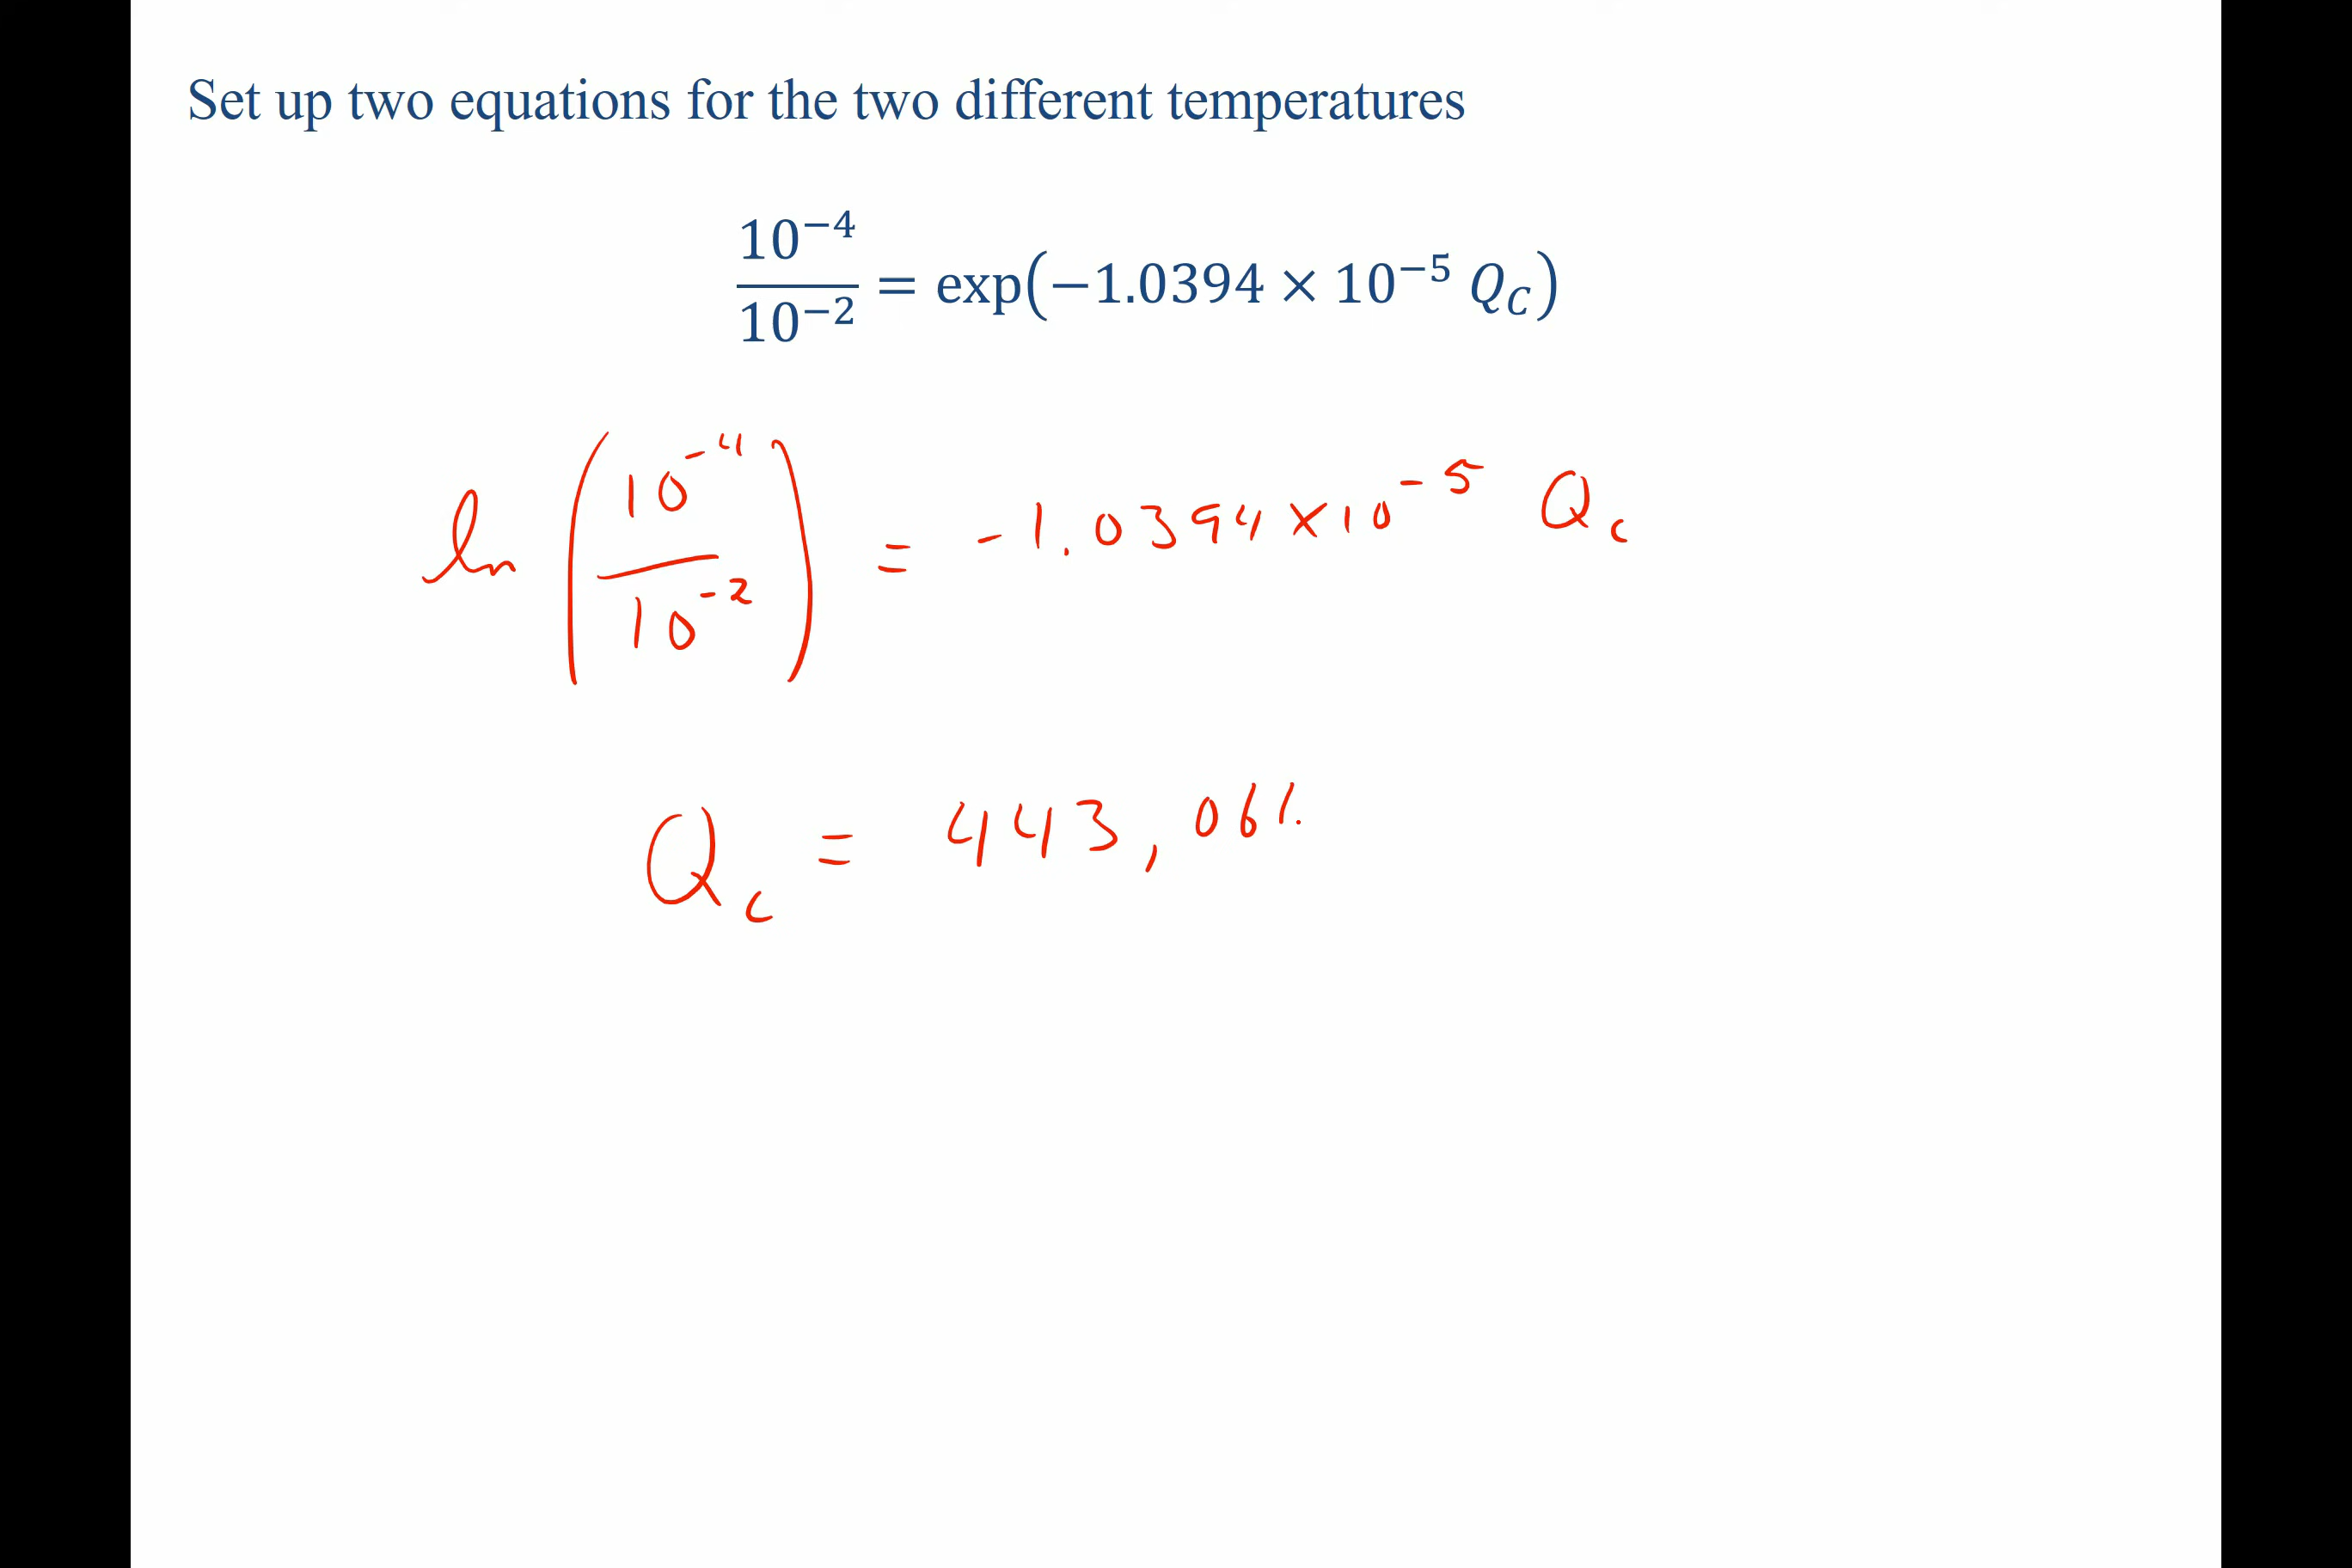 Set up two equations for the two different temperatures
10⁻⁴/10⁻² = exp(−1.0394 × 10⁻⁵ Q_C)
ln(10⁻⁴/10⁻²) = -1.0394 × 10⁻⁵ Q_c
Q_c = 443,061.